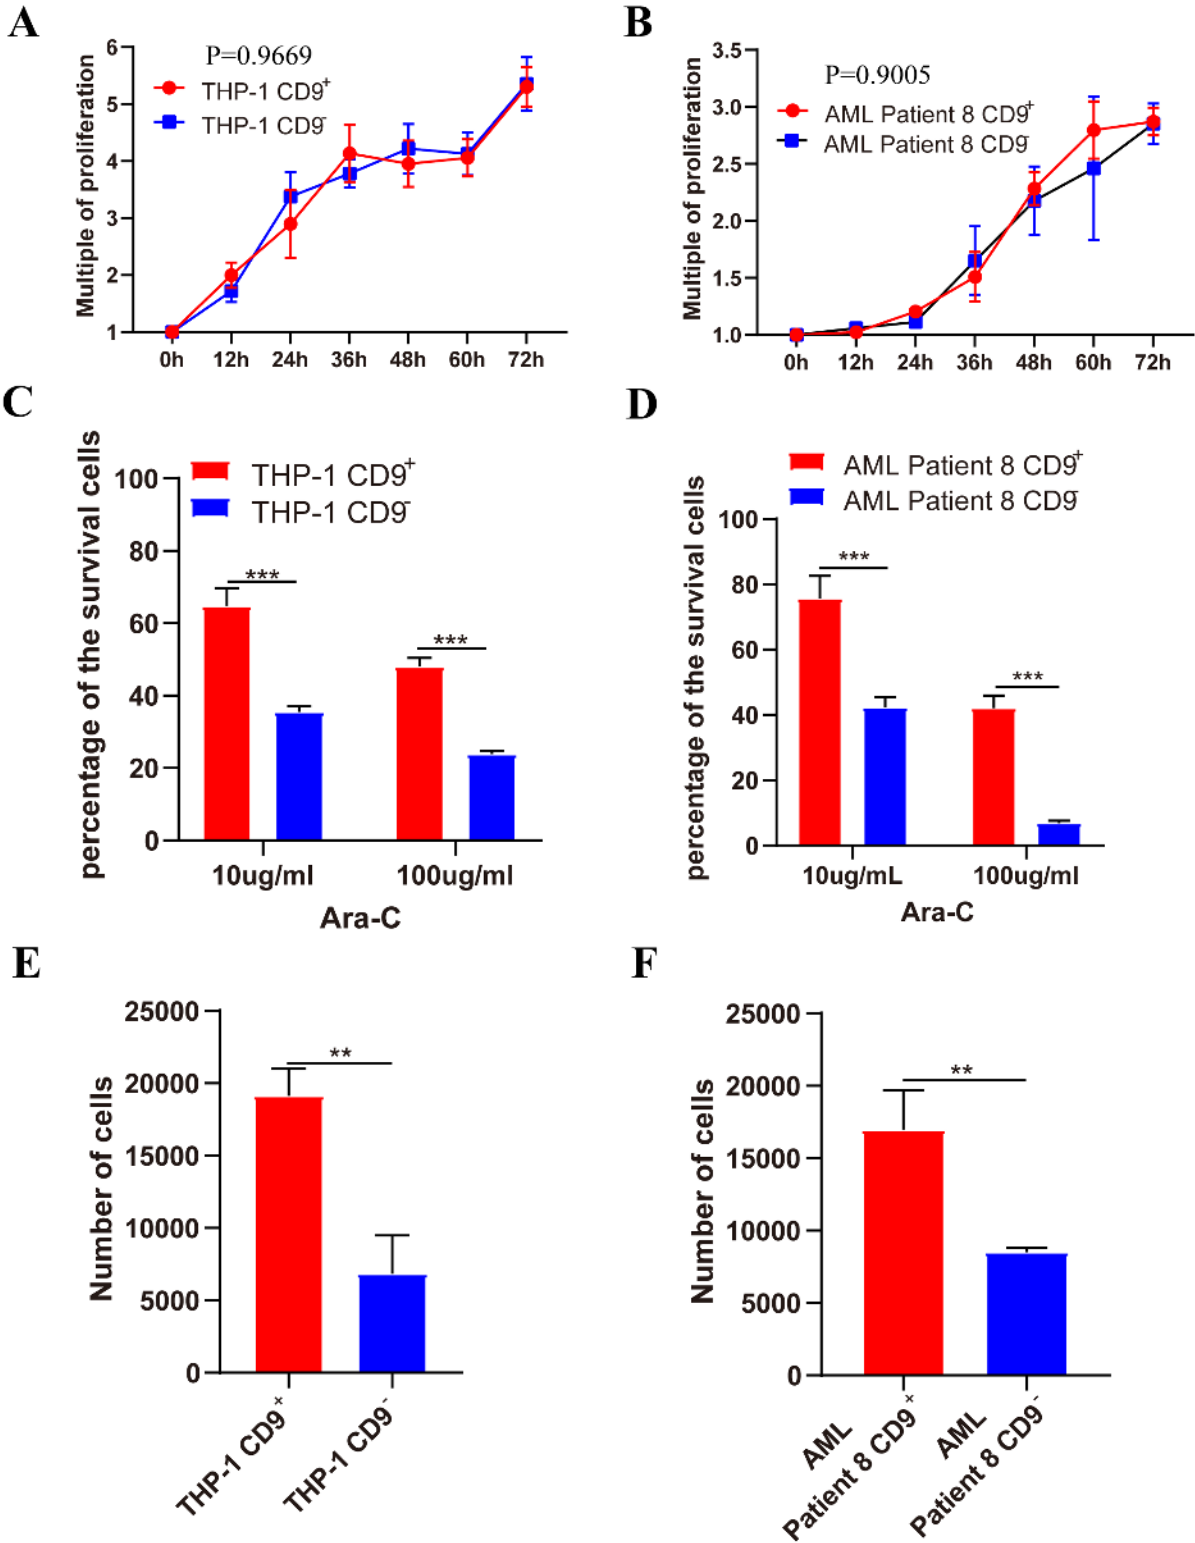 A
P=0.9669
THP-1 CD9+
THP-1 CD9-
Multiple of proliferation
6
5
4
3
2
1
0h 12h 24h 36h 48h 60h 72h
B
P=0.9005
AML Patient 8 CD9+
AML Patient 8 CD9-
Multiple of proliferation
3.5
3.0
2.5
2.0
1.5
1.0
0h 12h 24h 36h 48h 60h 72h
C
THP-1 CD9+
THP-1 CD9-
percentage of the survival cells
100
80
60
40
20
0
***
***
10ug/ml 100ug/ml
Ara-C
D
AML Patient 8 CD9+
AML Patient 8 CD9-
percentage of the survival cells
100
80
60
40
20
0
***
***
10ug/mL 100ug/ml
Ara-C
E
Number of cells
25000
20000
15000
10000
5000
0
**
THP-1 CD9+
THP-1 CD9-
F
Number of cells
25000
20000
15000
10000
5000
0
**
AML
Patient 8 CD9+
AML
Patient 8 CD9-